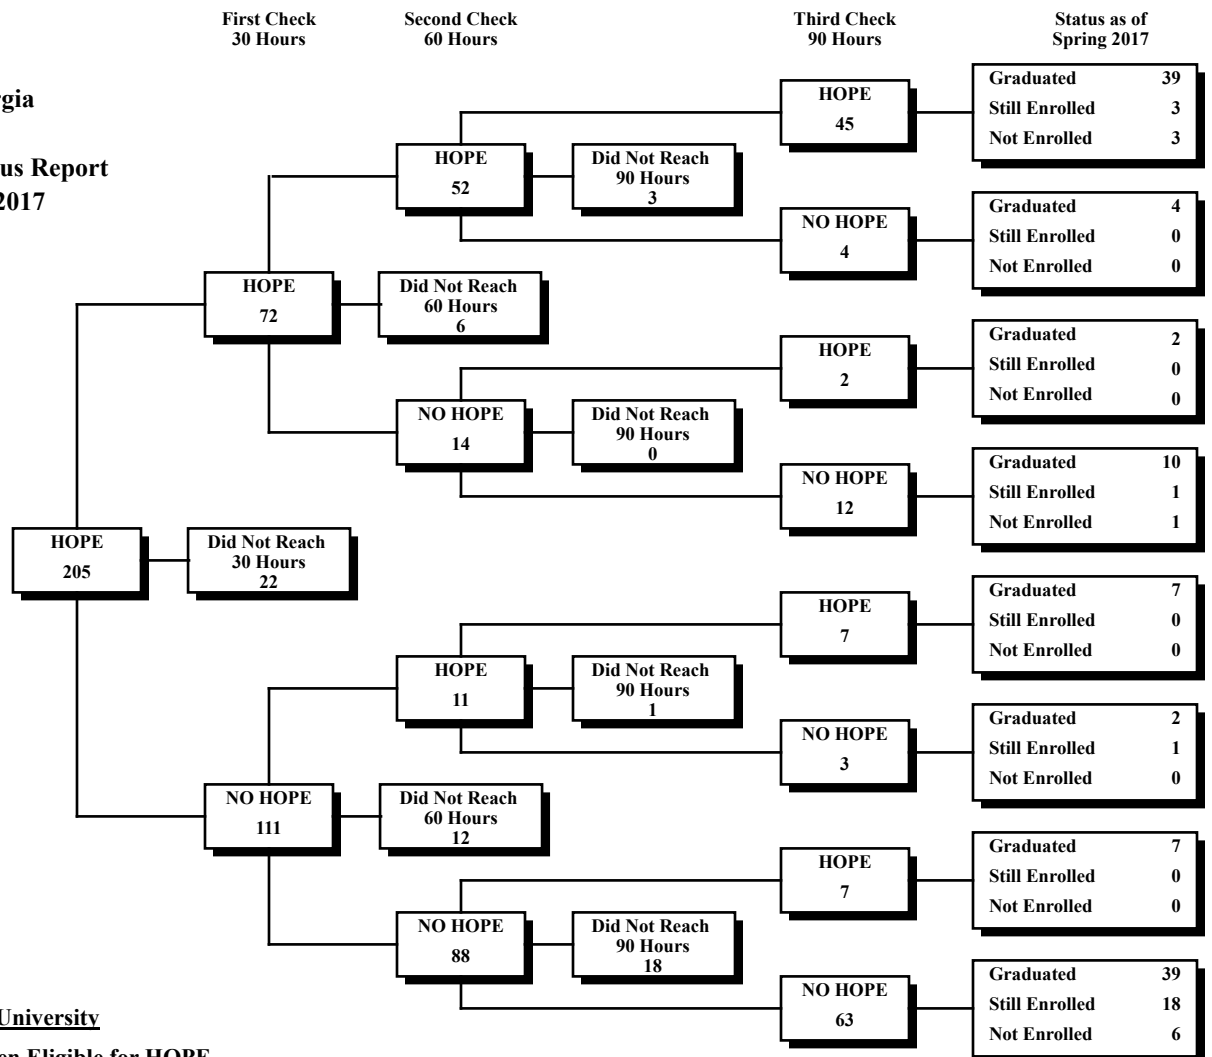 First Check
30 Hours
Second Check
60 Hours
Third Check
90 Hours
Status as of
Spring 2017
rgia
us Report
2017
HOPE
205
Did Not Reach
30 Hours
22
HOPE
72
Did Not Reach
60 Hours
6
NO HOPE
111
Did Not Reach
60 Hours
12
HOPE
52
Did Not Reach
90 Hours
3
NO HOPE
14
Did Not Reach
90 Hours
0
HOPE
11
Did Not Reach
90 Hours
1
NO HOPE
88
Did Not Reach
90 Hours
18
HOPE
45
Graduated 39
Still Enrolled 3
Not Enrolled 3
NO HOPE
4
Graduated 4
Still Enrolled 0
Not Enrolled 0
HOPE
2
Graduated 2
Still Enrolled 0
Not Enrolled 0
NO HOPE
12
Graduated 10
Still Enrolled 1
Not Enrolled 1
HOPE
7
Graduated 7
Still Enrolled 0
Not Enrolled 0
NO HOPE
3
Graduated 2
Still Enrolled 1
Not Enrolled 0
HOPE
7
Graduated 7
Still Enrolled 0
Not Enrolled 0
NO HOPE
63
Graduated 39
Still Enrolled 18
Not Enrolled 6
University
en Eligible for HOPE